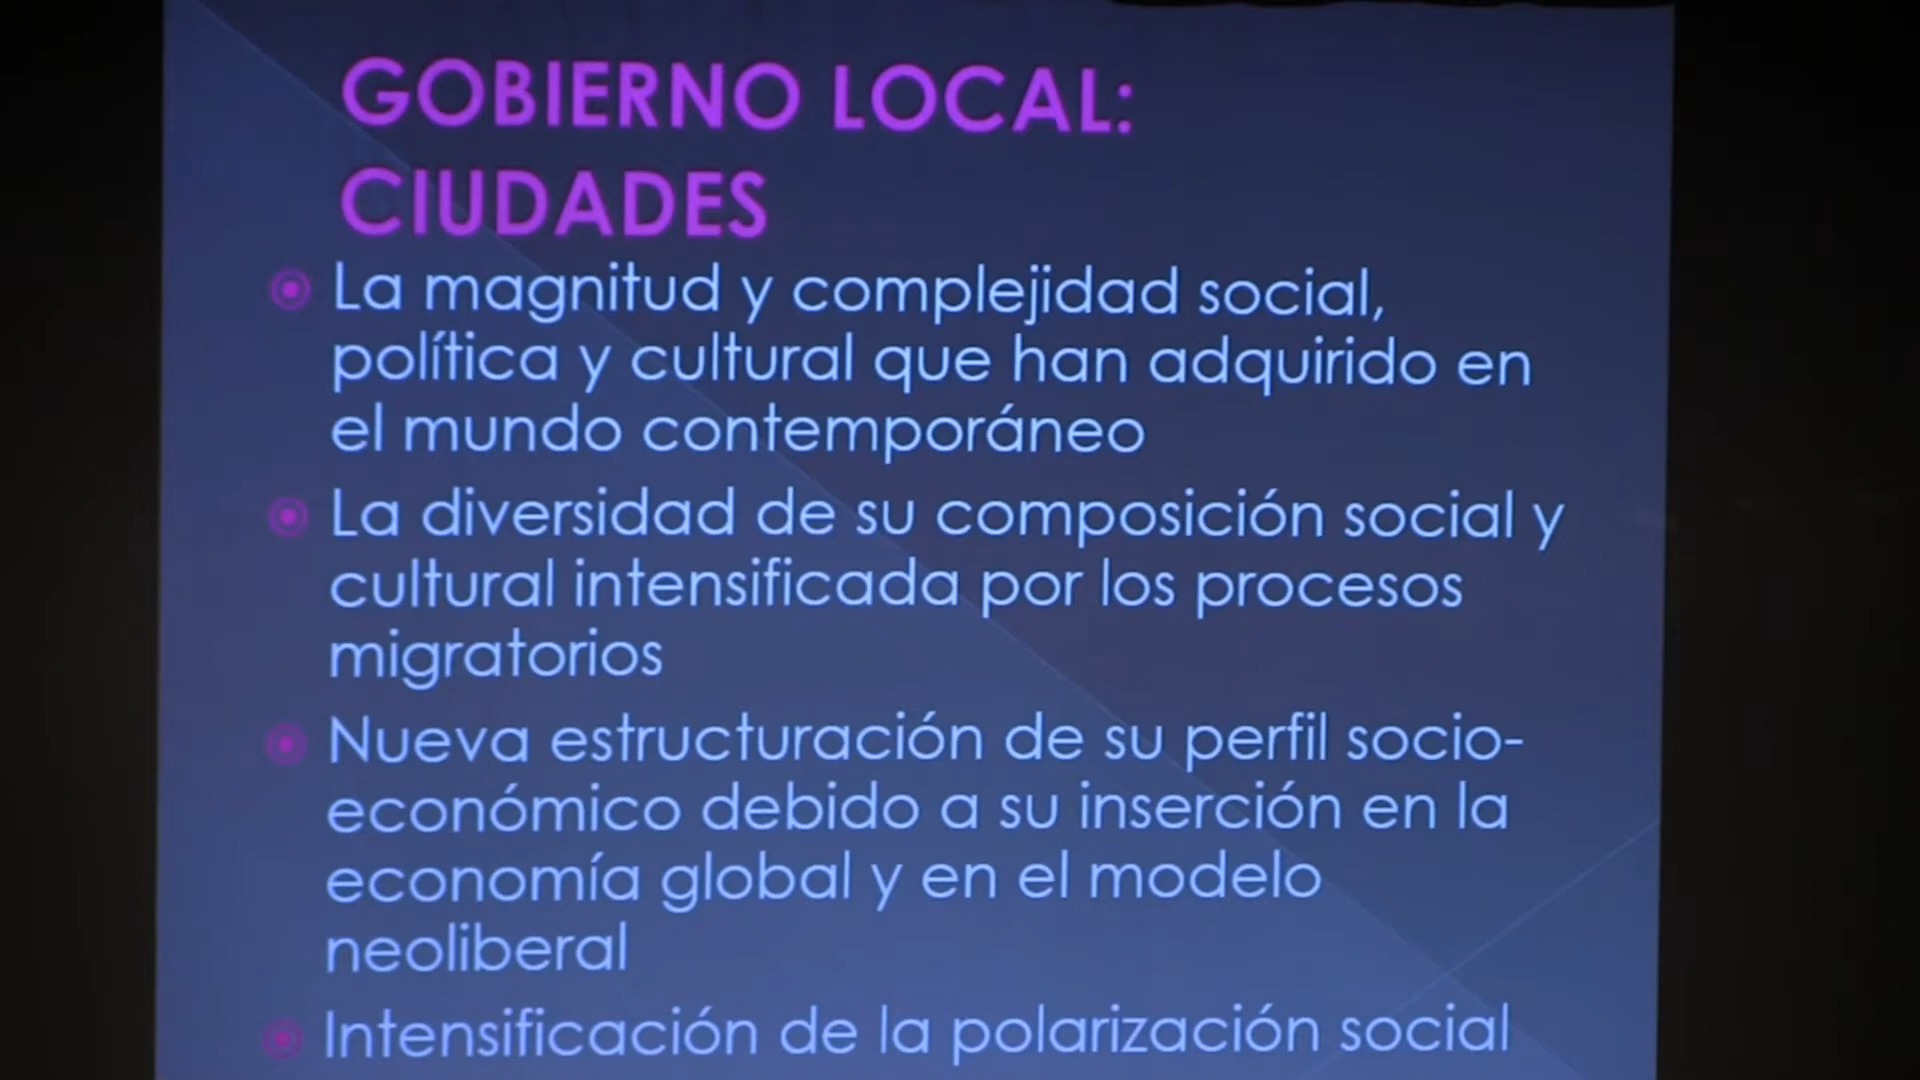 GOBIERNO LOCAL:
CIUDADES
La magnitud y complejidad social,
política y cultural que han adquirido en
el mundo contemporáneo
La diversidad de su composición social y
cultural intensificada por los procesos
migratorios
Nueva estructuración de su perfil socio-
económico debido a su inserción en la
economía global y en el modelo
neoliberal
Intensificación de la polarización social